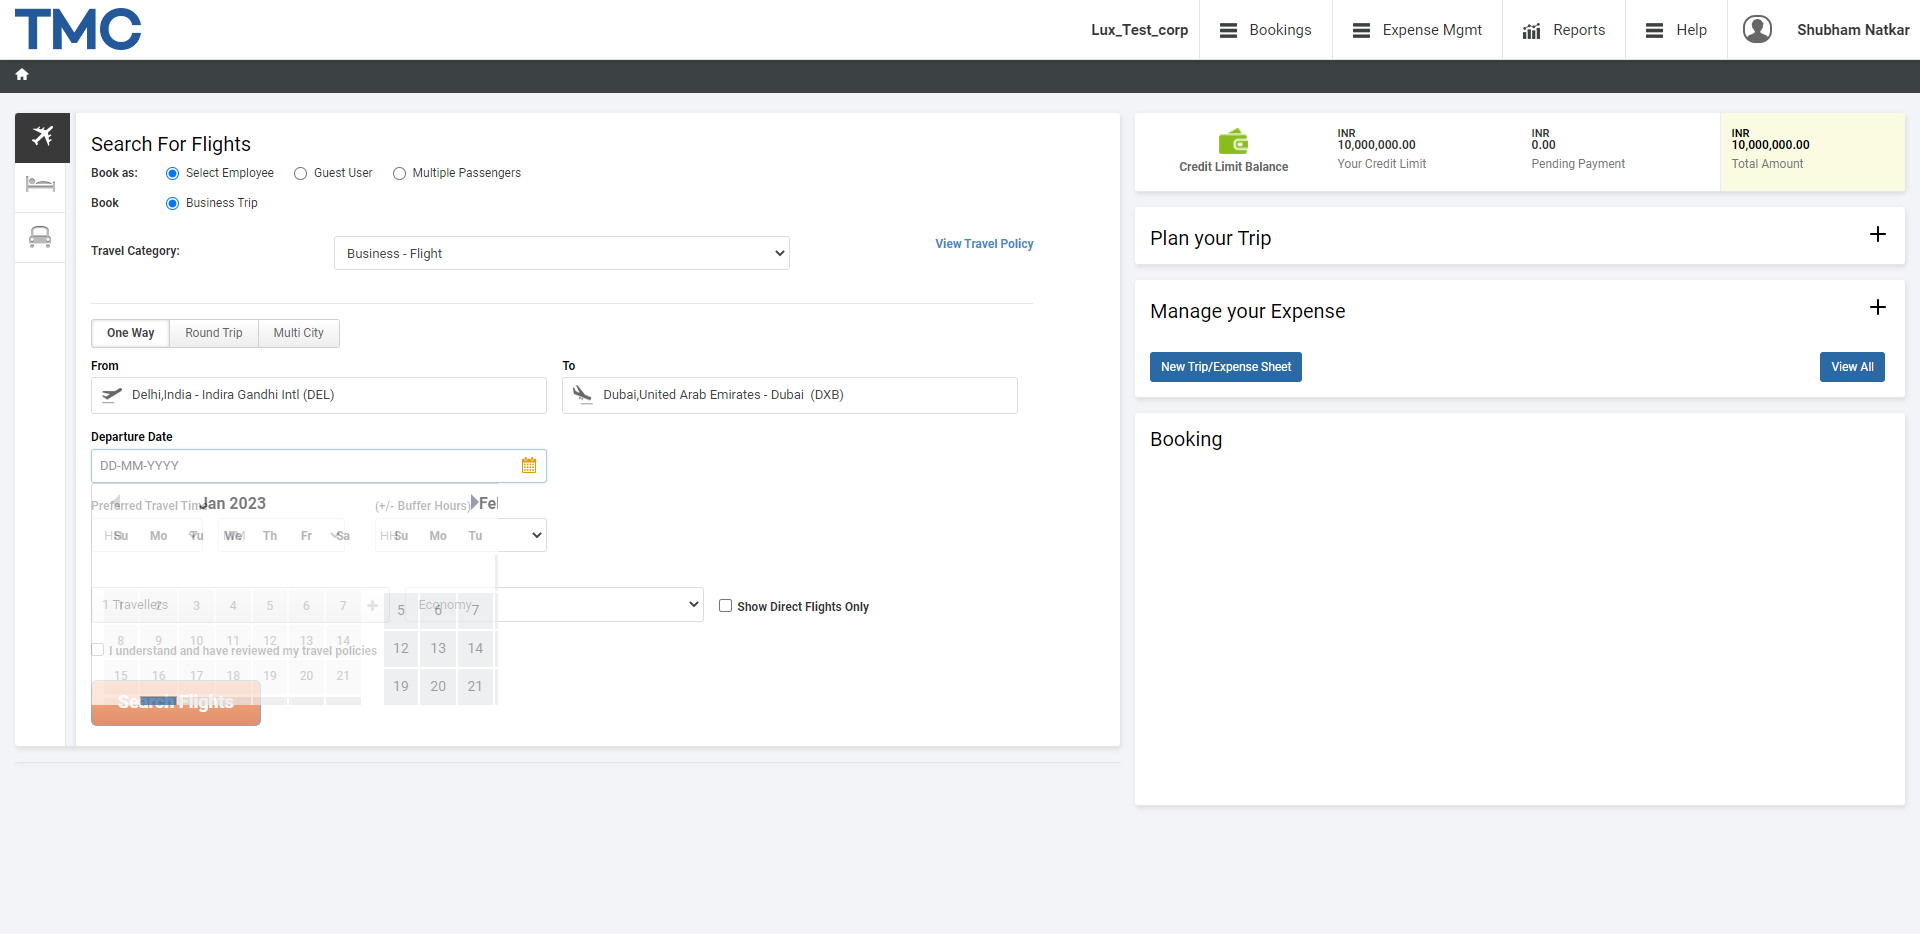 TMC
Lux_Test_corp
Bookings
Expense Mgmt
Reports
Help
Shubham Natkar
Search For Flights
Book as:
Select Employee
Guest User
Multiple Passengers
Book
Business Trip
Travel Category:
Business - Flight
View Travel Policy
One Way
Round Trip
Multi City
From
To
Delhi,India - Indira Gandhi Intl (DEL)
Dubai,United Arab Emirates - Dubai (DXB)
Departure Date
DD-MM-YYYY
Preferred Travel Time
Jan 2023
(+/- Buffer Hours)
Su Mo Tu We Th Fr Sa
Su Mo Tu
1 Travellers
Economy
Show Direct Flights Only
1 2 3 4 5 6 7
5 6 7
8 9 10 11 12 13 14
12 13 14
I understand and have reviewed my travel policies
15 16 17 18 19 20 21
19 20 21
Search Flights
Credit Limit Balance
INR
10,000,000.00
Your Credit Limit
INR
0.00
Pending Payment
INR
10,000,000.00
Total Amount
Plan your Trip
Manage your Expense
New Trip/Expense Sheet
View All
Booking